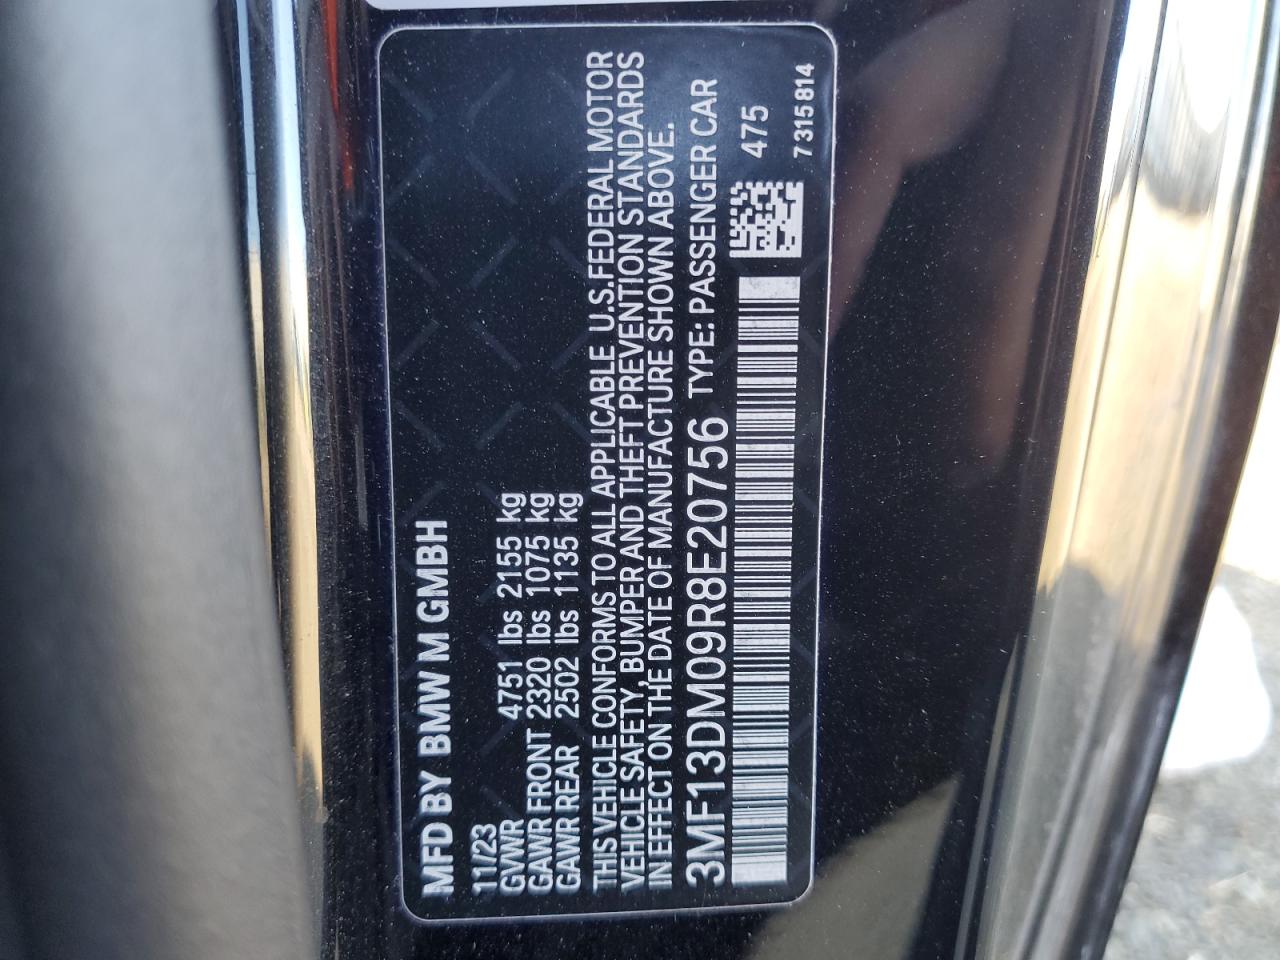 MFD BY BMW M GMBH
11/23
GVWR 4751 lbs 2155 kg
GAWR FRONT 2320 lbs 1075 kg
GAWR REAR 2502 lbs 1135 kg
THIS VEHICLE CONFORMS TO ALL APPLICABLE U.S.FEDERAL MOTOR
VEHICLE SAFETY, BUMPER AND THEFT PREVENTION STANDARDS
IN EFFECT ON THE DATE OF MANUFACTURE SHOWN ABOVE.
3MF13DM09R8E20756 TYPE: PASSENGER CAR
475
7315814